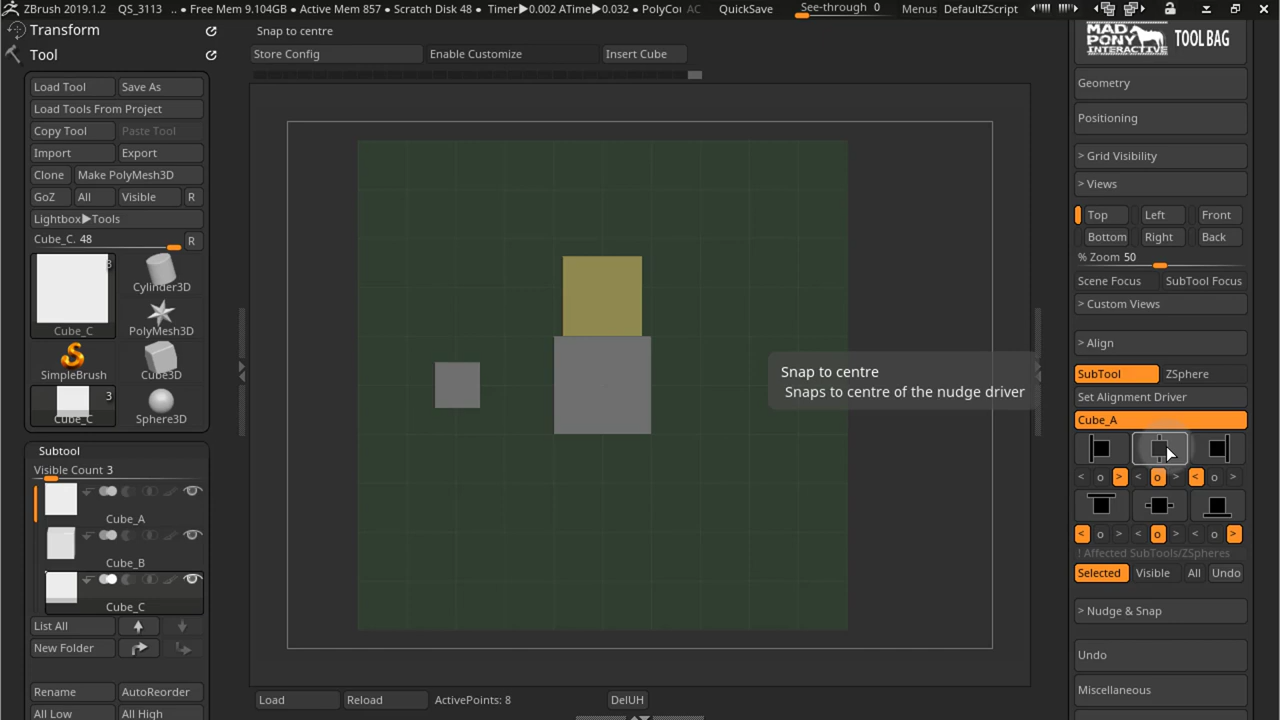 ZBrush 2019.1.2 QS_3113 .. • Free Mem 9.104GB • Active Mem 857 • Scratch Disk 48 • Timer▶0.002 ATime▶0.032 • PolyCou AC QuickSave See-through 0 Menus DefaultZScript
Transform
Tool
Load Tool Save As
Load Tools From Project
Copy Tool Paste Tool
Import Export
Clone Make PolyMesh3D
GoZ All Visible R
Lightbox▶Tools
Cube_C. 48 R
3
Cube_C
Cylinder3D
PolyMesh3D
SimpleBrush Cube3D
3
Cube_C Sphere3D
Subtool
Visible Count 3
Cube_A
Cube_B
Cube_C
List All
New Folder
Rename AutoReorder
All Low All High
Snap to centre
Store Config Enable Customize Insert Cube
Snap to centre
Snaps to centre of the nudge driver
Load Reload ActivePoints: 8 DelUH
MAD PONY INTERACTIVE TOOL BAG
Geometry
Positioning
> Grid Visibility
> Views
Top Left Front
Bottom Right Back
% Zoom 50
Scene Focus SubTool Focus
> Custom Views
> Align
SubTool ZSphere
Set Alignment Driver
Cube_A
< o > < o > < o >
< o > < o > < o >
! Affected SubTools/ZSpheres
Selected Visible All Undo
> Nudge & Snap
Undo
Miscellaneous